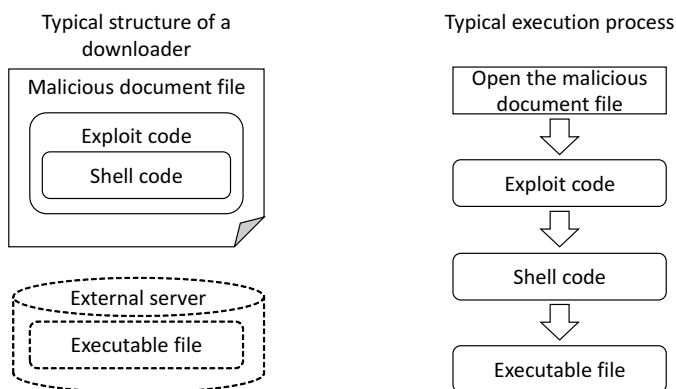 Typical structure of a
downloader
Malicious document file
Exploit code
Shell code
External server
Executable file
Typical execution process
Open the malicious
document file
Exploit code
Shell code
Executable file